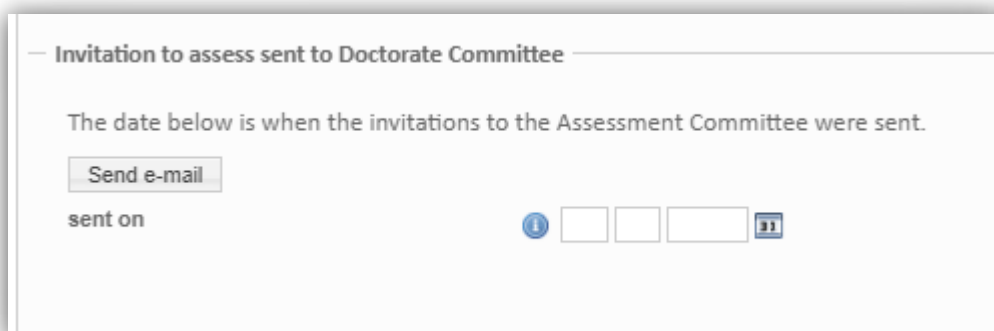 Invitation to assess sent to Doctorate Committee
The date below is when the invitations to the Assessment Committee were sent.
Send e-mail
sent on
31